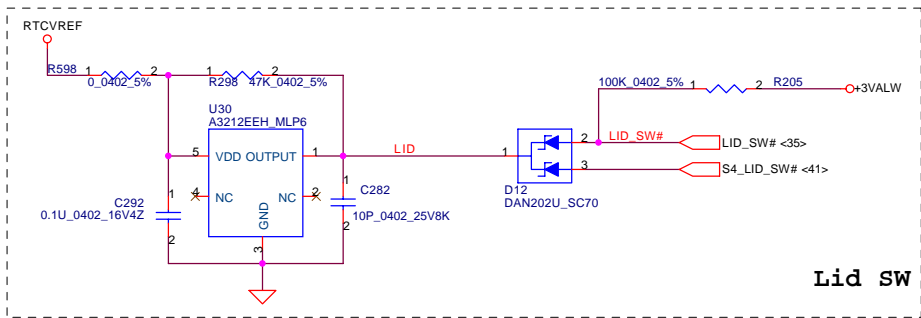 RTCVREF
R598 1 2
0_0402_5%
1 R298 2 47K_0402_5%
100K_0402_5% 1 2 R205
+3VALW
U30
A3212EEH_MLP6
5 VDD OUTPUT 1
LID
1
2 LID_SW# LID_SW# <35>
3 S4_LID_SW# <41>
4 NC NC 2
D12
DAN202U_SC70
C292 1
0.1U_0402_16V4Z
2
GND
3
1 C282
10P_0402_25V8K
2
Lid SW